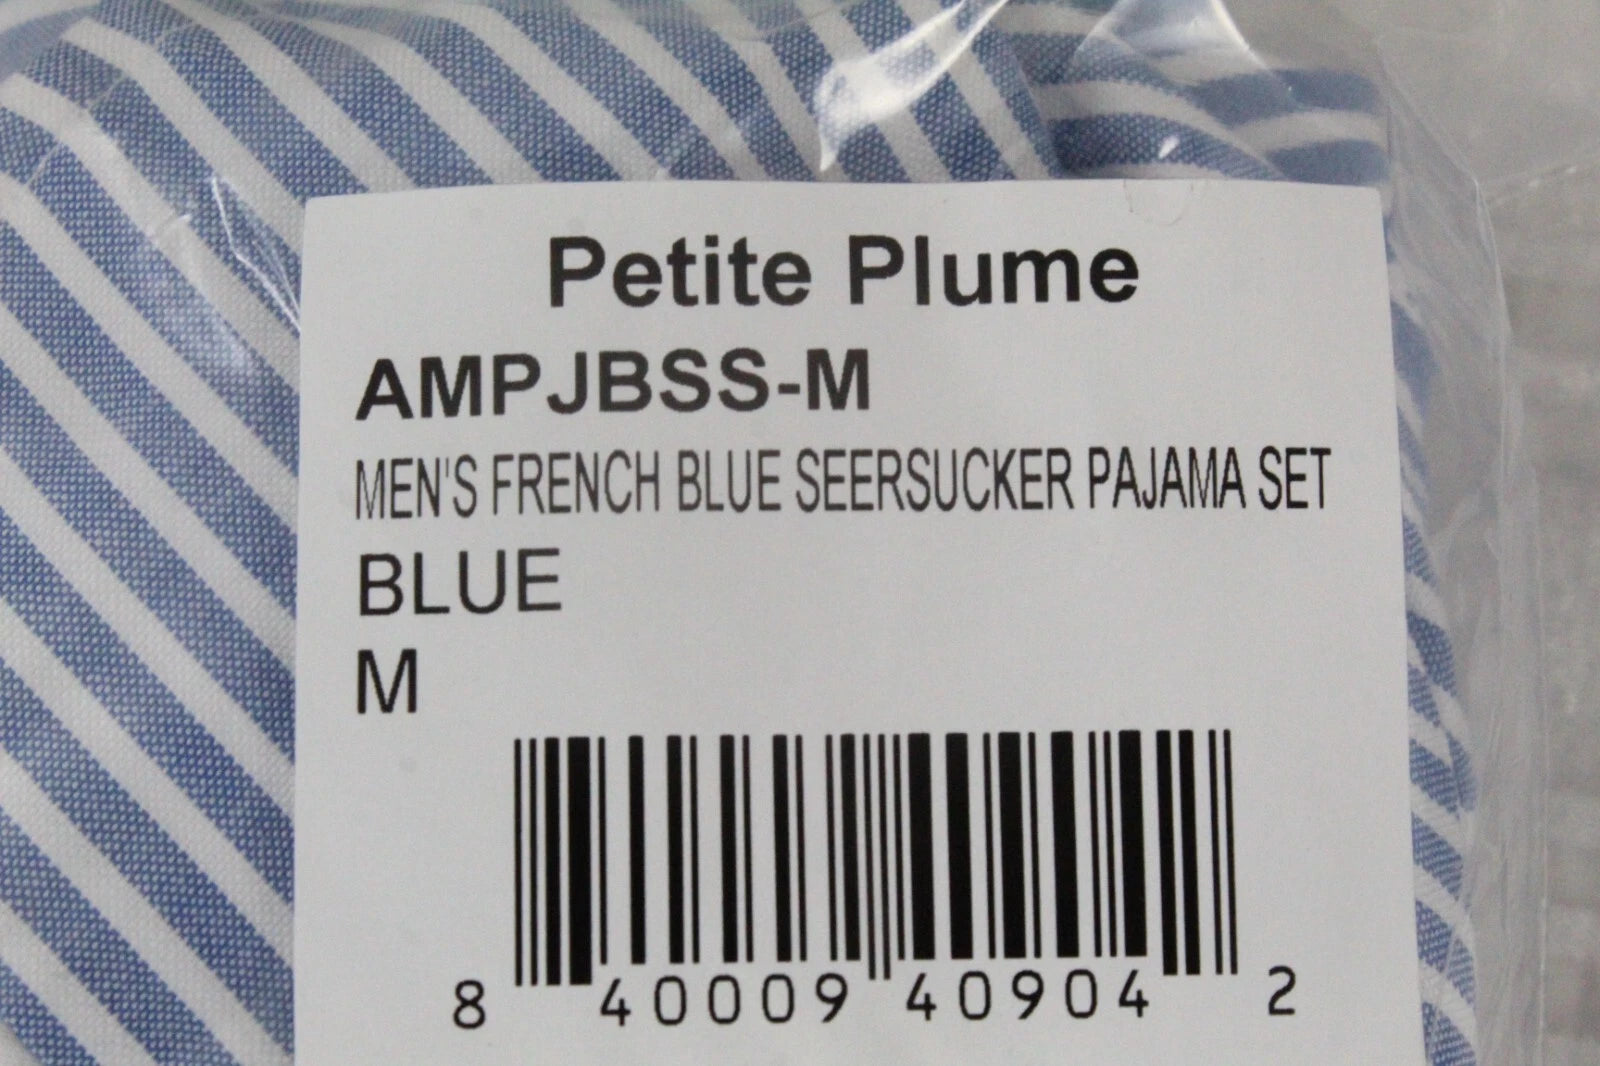 Petite Plume
AMPJBSS-M
MEN'S FRENCH BLUE SEERSUCKER PAJAMA SET
BLUE
M
8 40009 40904 2